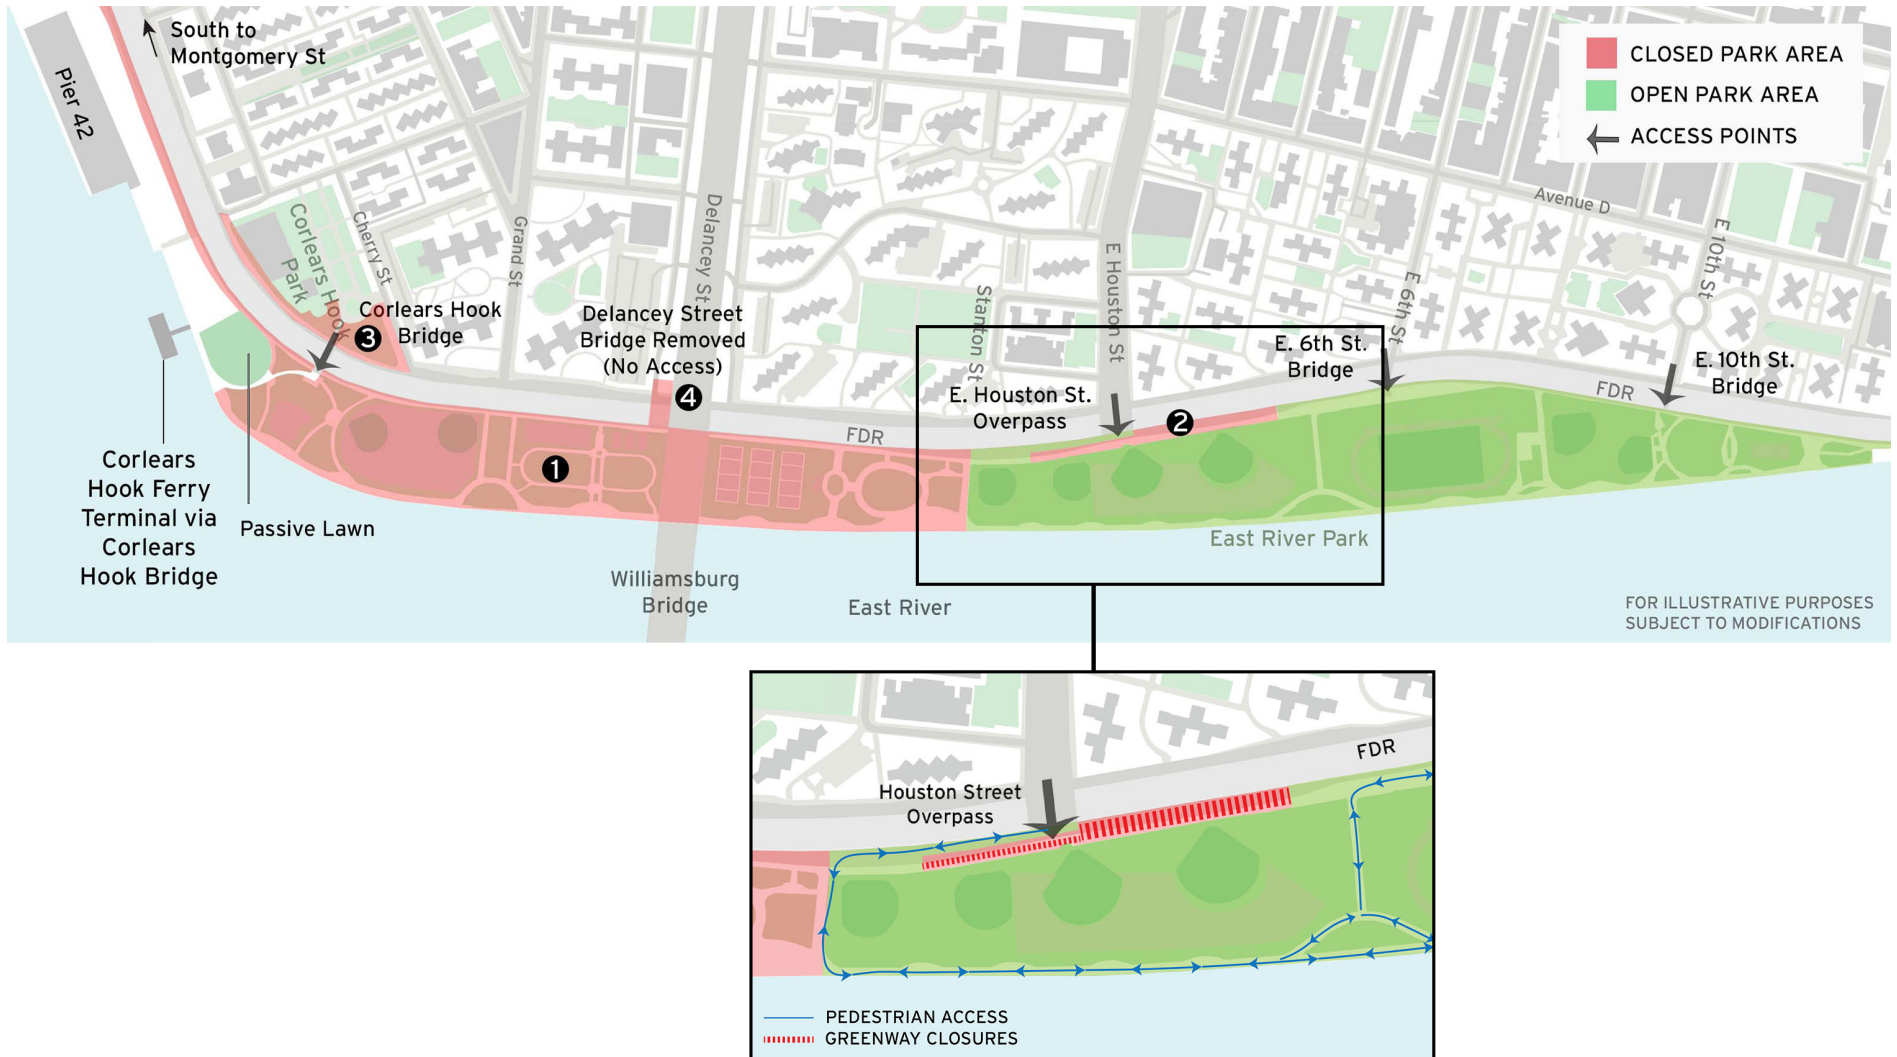 South to
Montgomery St
Pier 42
CLOSED PARK AREA
OPEN PARK AREA
ACCESS POINTS
Corlears Hook
Park
Cherry St
Grand St
Delancey St
Stanton St
E Houston St
E 6th St
Avenue D
E 10th St
Corlears Hook
Bridge
3
Delancey Street
Bridge Removed
(No Access)
4
E. Houston St.
Overpass
2
E. 6th St.
Bridge
E. 10th St.
Bridge
FDR
FDR
1
Corlears
Hook Ferry
Terminal via
Corlears
Hook Bridge
Passive Lawn
Williamsburg
Bridge
East River
East River Park
FOR ILLUSTRATIVE PURPOSES
SUBJECT TO MODIFICATIONS
FDR
Houston Street
Overpass
PEDESTRIAN ACCESS
GREENWAY CLOSURES